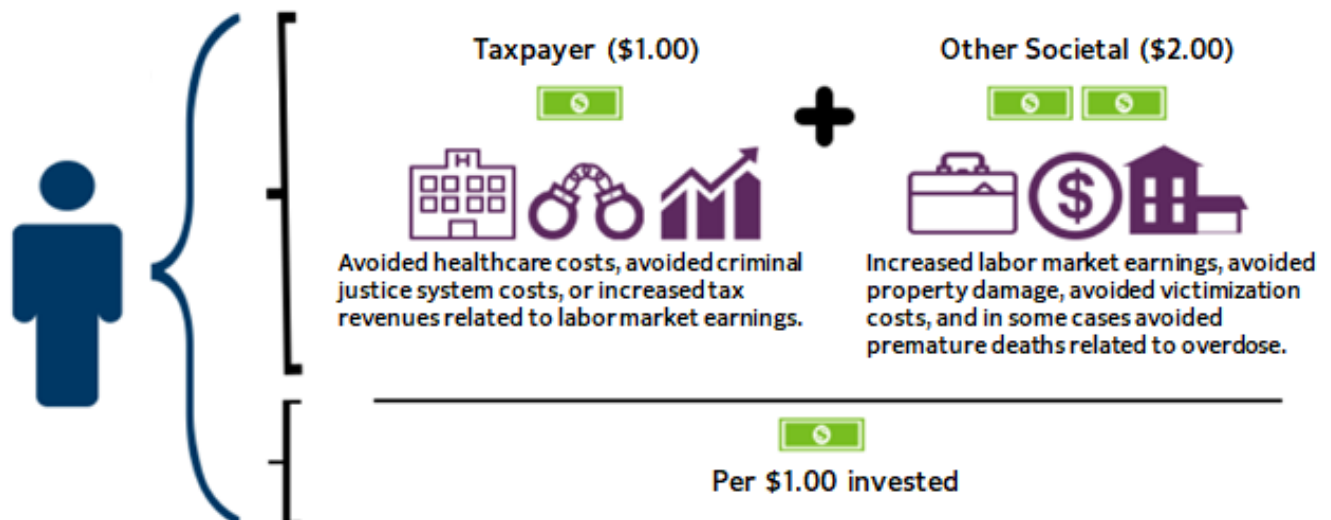 Taxpayer ($1.00)
Other Societal ($2.00)
H
$
Avoided healthcare costs, avoided criminal
justice system costs, or increased tax
revenues related to labor market earnings.
Increased labor market earnings, avoided
property damage, avoided victimization
costs, and in some cases avoided
premature deaths related to overdose.
Per $1.00 invested